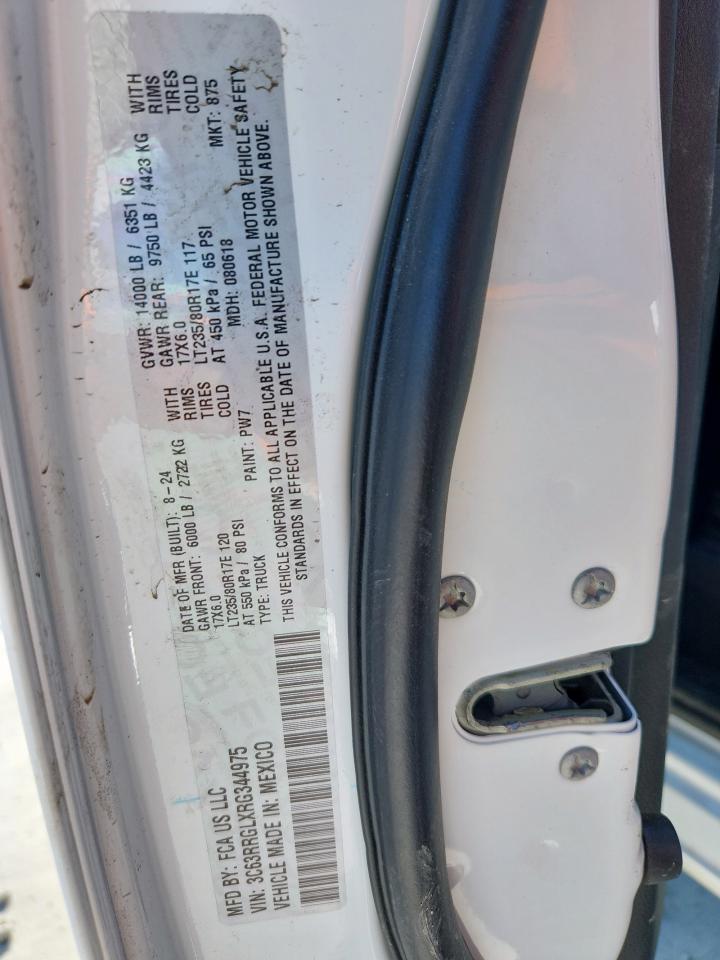 MFD BY: FCA US LLC
DATE OF MFR (BUILT): 8-24
GVWR: 14000 LB / 6351 KG
VIN: 3C63RRGLXRG344975
GAWR FRONT: 6000 LB / 2722 KG
WITH
GAWR REAR: 9750 LB / 4423 KG
WITH
VEHICLE MADE IN: MEXICO
17X6.0
RIMS
17X6.0
RIMS
LT235/80R17E 120
TIRES
LT235/80R17E 117
TIRES
AT 550 kPa / 80 PSI
COLD
AT 450 kPa / 65 PSI
COLD
TYPE: TRUCK
PAINT: PW7
MDH: 080618
MKT: 875
THIS VEHICLE CONFORMS TO ALL APPLICABLE U.S.A. FEDERAL MOTOR VEHICLE SAFETY
STANDARDS IN EFFECT ON THE DATE OF MANUFACTURE SHOWN ABOVE.